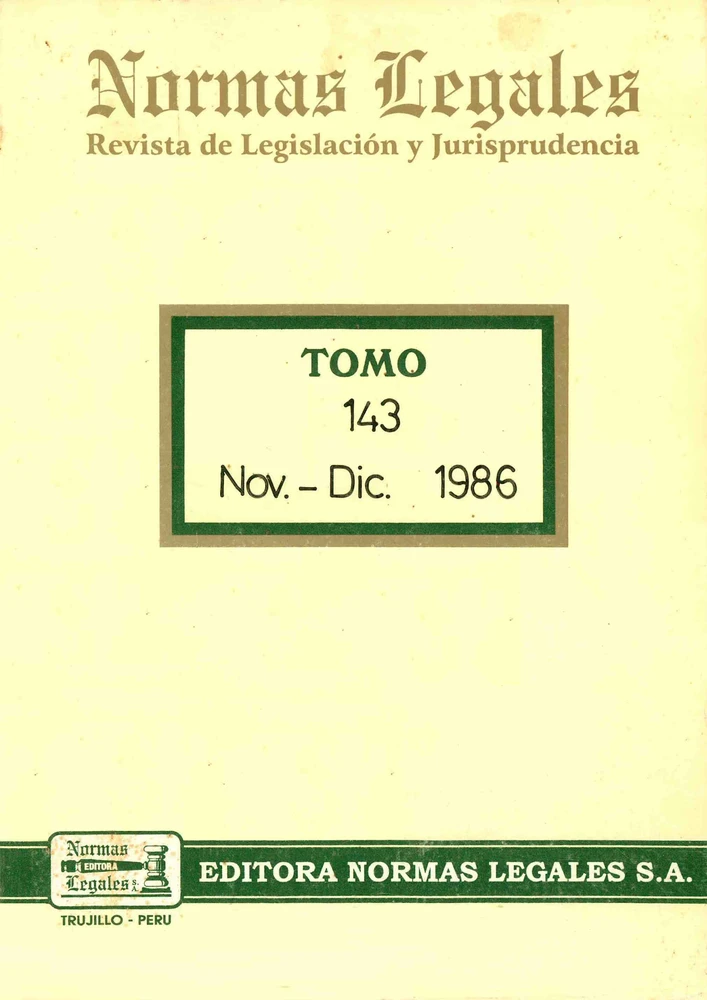 Normas Legales
Revista de Legislación y Jurisprudencia
TOMO
143
Nov. – Dic. 1986
Normas
EDITORA
Legales S.A.
TRUJILLO - PERU
EDITORA NORMAS LEGALES S.A.